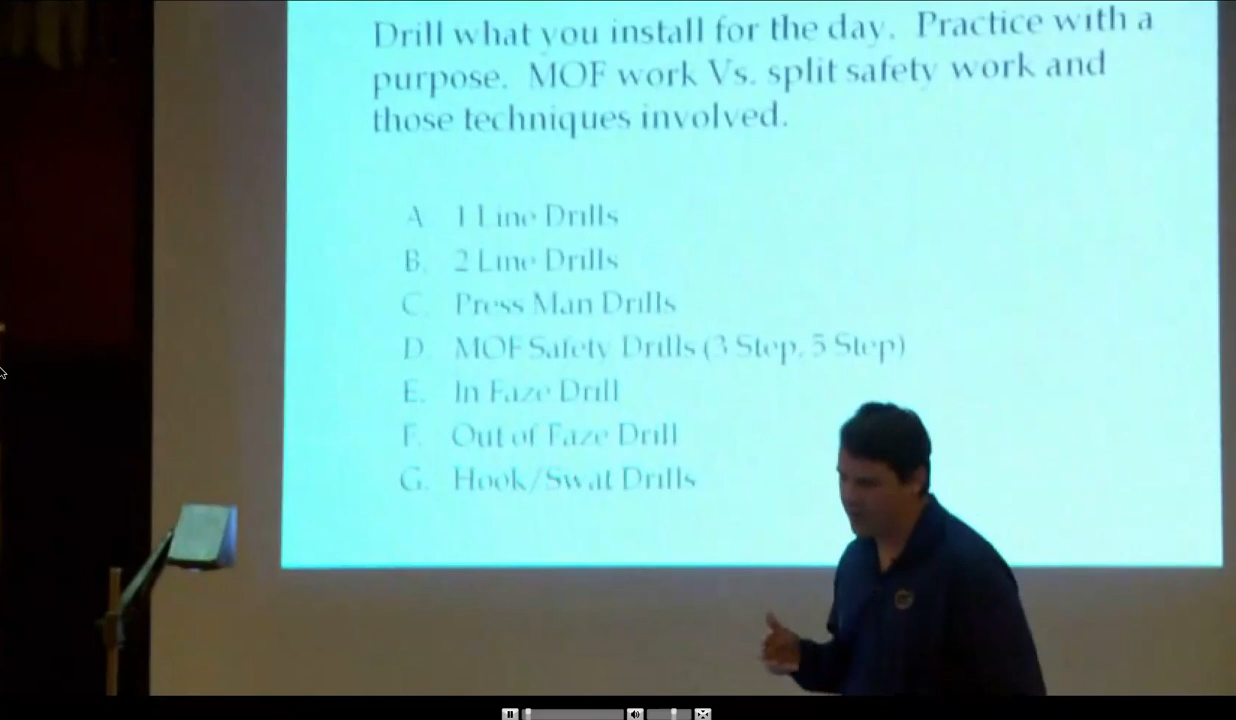 Drill what you install for the day. Practice with a
purpose. MOF work Vs. split safety work and
those techniques involved.
A. 1 Line Drills
B. 2 Line Drills
C. Press Man Drills
D. MOF Safety Drills (3 Step, 5 Step)
E. In Faze Drill
F. Out of Faze Drill
G. Hook/Swat Drills